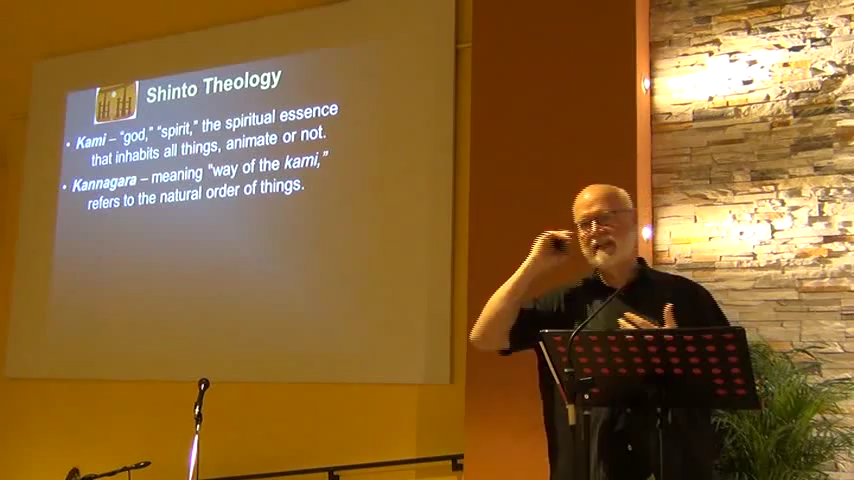 Shinto Theology
• Kami – “god,” “spirit,” the spiritual essence
that inhabits all things, animate or not.
• Kannagara – meaning “way of the kami,”
refers to the natural order of things.